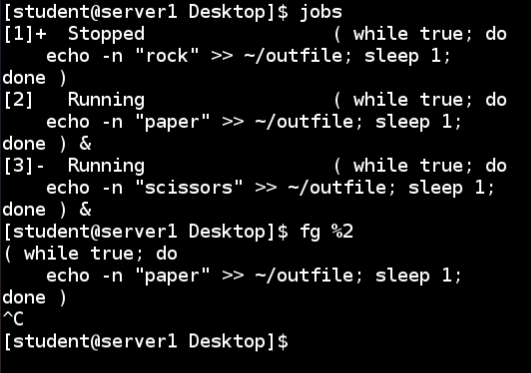 [student@server1 Desktop]$ jobs
[1]+  Stopped                 ( while true; do
    echo -n "rock" >> ~/outfile; sleep 1;
done )
[2]   Running                 ( while true; do
    echo -n "paper" >> ~/outfile; sleep 1;
done ) &
[3]-  Running                 ( while true; do
    echo -n "scissors" >> ~/outfile; sleep 1;
done ) &
[student@server1 Desktop]$ fg %2
( while true; do
    echo -n "paper" >> ~/outfile; sleep 1;
done )
^C
[student@server1 Desktop]$